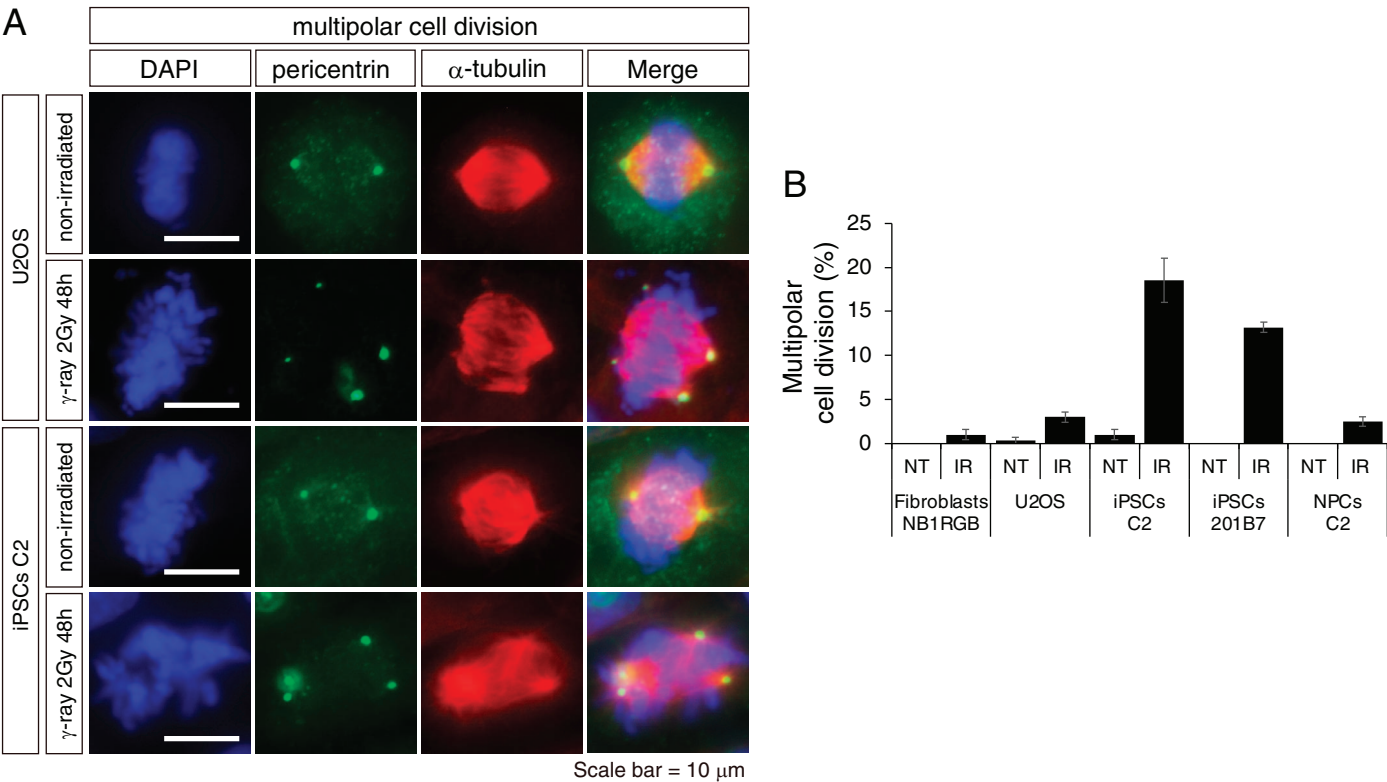 A
multipolar cell division
DAPI pericentrin α-tubulin Merge
U2OS
non-irradiated
γ-ray 2Gy 48h
iPSCs C2
non-irradiated
γ-ray 2Gy 48h
Scale bar = 10 μm
B
Multipolar
cell division (%)
25
20
15
10
5
0
NT IR NT IR NT IR NT IR NT IR
Fibroblasts U2OS iPSCs iPSCs NPCs
NB1RGB C2 201B7 C2